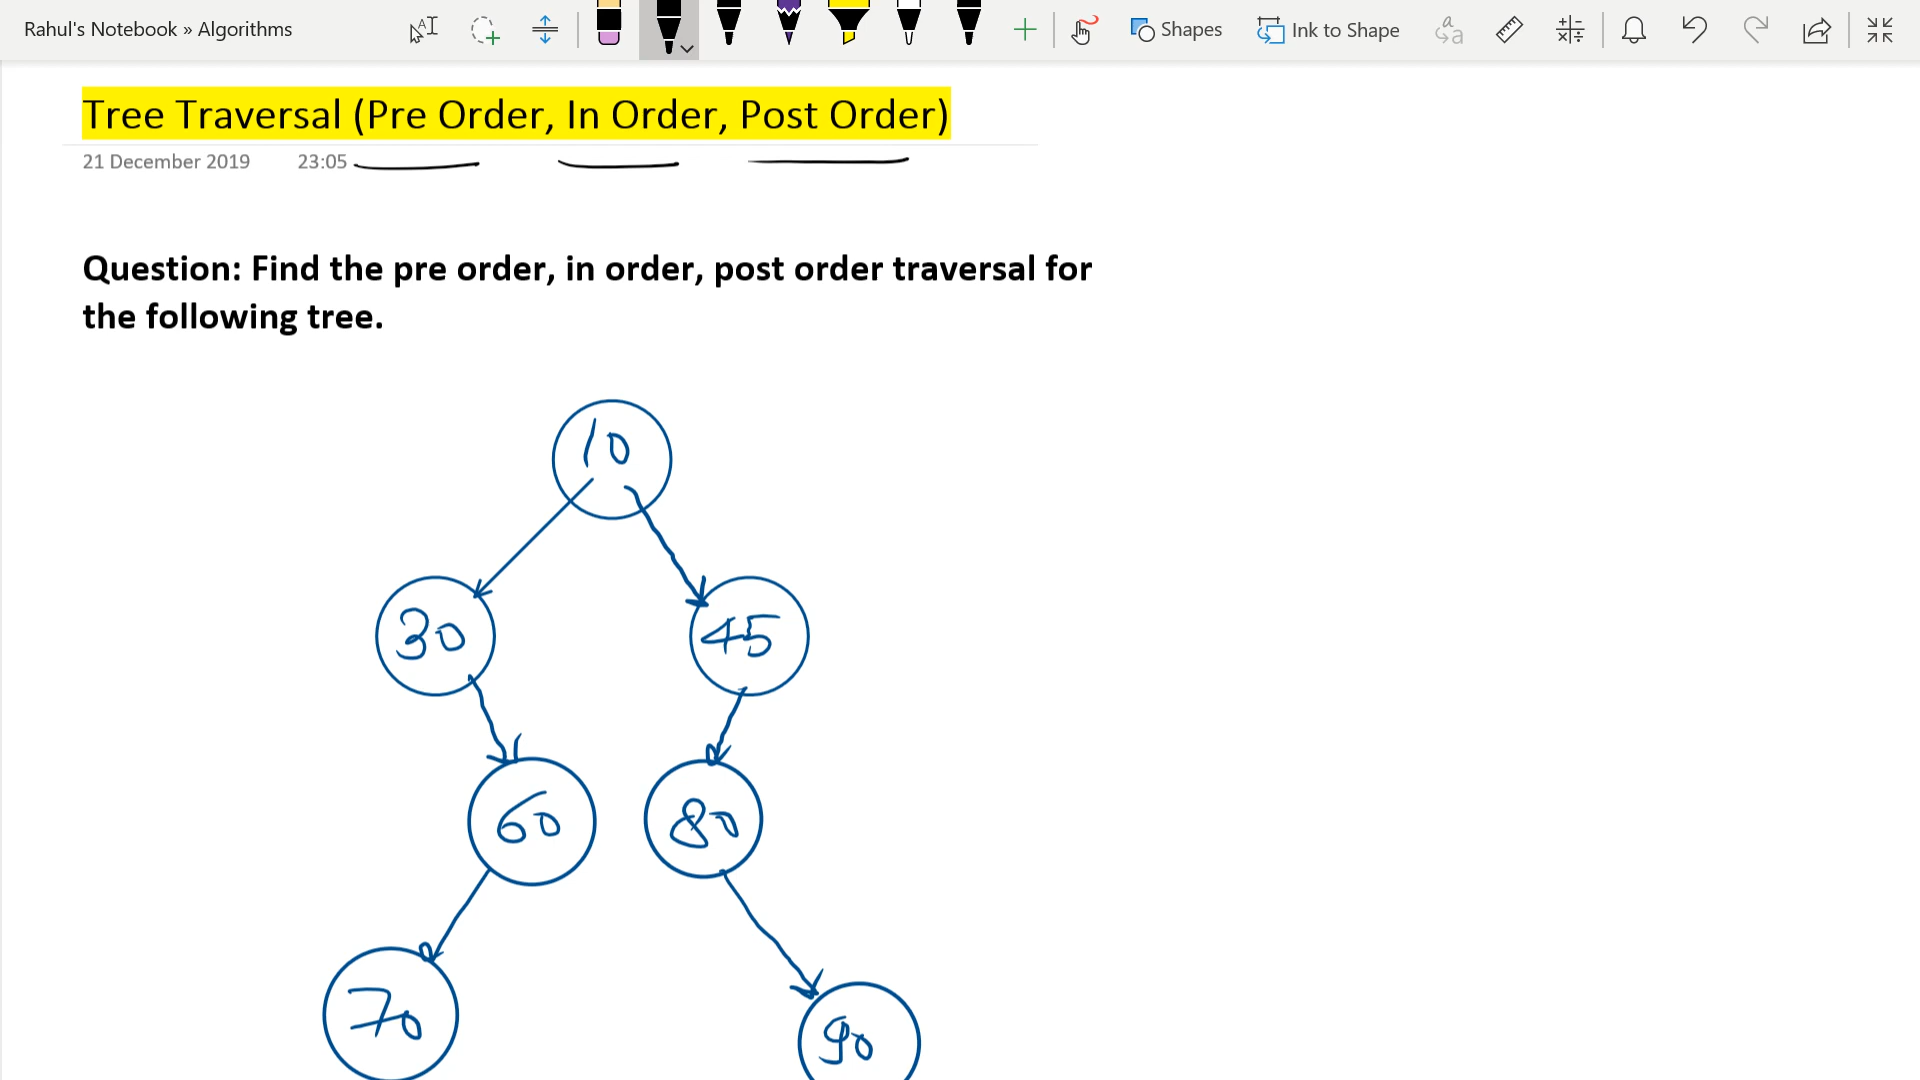 Rahul's Notebook » Algorithms
Shapes
Ink to Shape
Tree Traversal (Pre Order, In Order, Post Order)
21 December 2019 23:05
Question: Find the pre order, in order, post order traversal for
the following tree.
10
30 45
60 80
70 90